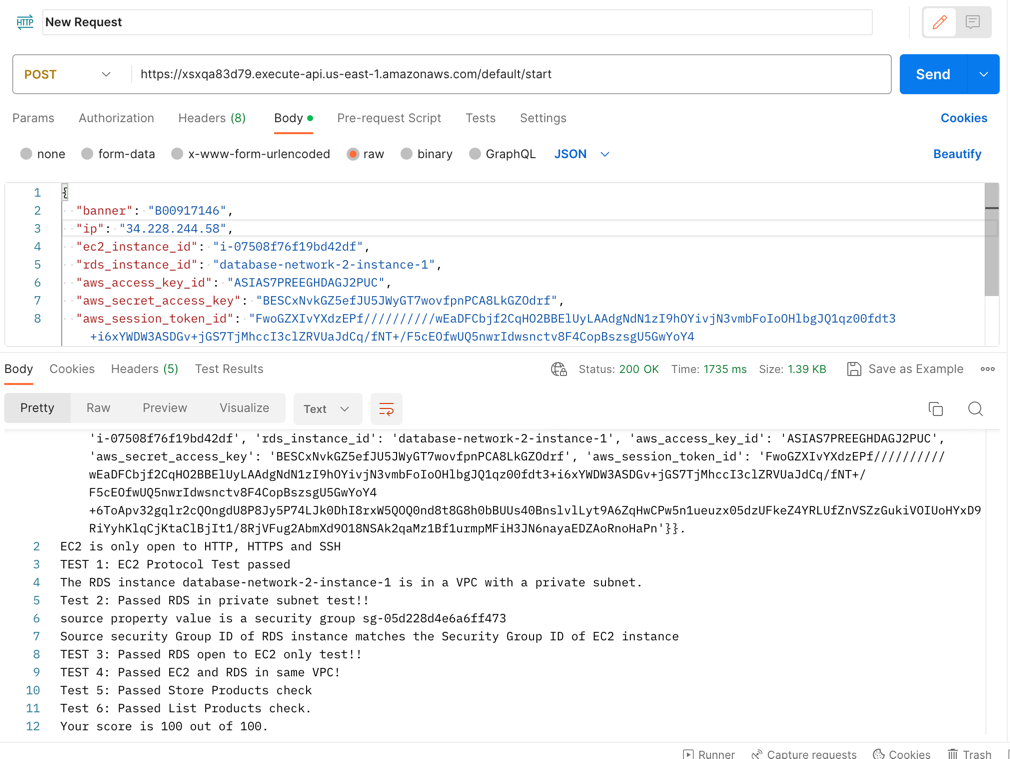 HTTP New Request
POST https://xsxqa83d79.execute-api.us-east-1.amazonaws.com/default/start Send
Params Authorization Headers (8) Body Pre-request Script Tests Settings Cookies
none form-data x-www-form-urlencoded raw binary GraphQL JSON Beautify
1 {
2 "banner": "B00917146",
3 "ip": "34.228.244.58",
4 "ec2_instance_id": "i-07508f76f19bd42df",
5 "rds_instance_id": "database-network-2-instance-1",
6 "aws_access_key_id": "ASIAS7PREEGHDAGJ2PUC",
7 "aws_secret_access_key": "BESCxNvkGZ5efJU5JWyGT7wovfpnPCA8LkGZOdrf",
8 "aws_session_token_id": "FwoGZXIvYXdzEPf//////////wEaDFCbjf2CqHO2BBElUyLAAdgNdN1zI9hOYivjN3vmbFoIoOHlbgJQ1qz00fdt3
+i6xYWDW3ASDGv+jGS7TjMhccI3clZRVUaJdCq/fNT+/F5cEOfwUQ5nwrIdwsnctv8F4CopBszsgU5GwYoY4
Body Cookies Headers (5) Test Results Status: 200 OK Time: 1735 ms Size: 1.39 KB Save as Example
Pretty Raw Preview Visualize Text
'i-07508f76f19bd42df', 'rds_instance_id': 'database-network-2-instance-1', 'aws_access_key_id': 'ASIAS7PREEGHDAGJ2PUC',
'aws_secret_access_key': 'BESCxNvkGZ5efJU5JWyGT7wovfpnPCA8LkGZOdrf', 'aws_session_token_id': 'FwoGZXIvYXdzEPf//////////
wEaDFCbjf2CqHO2BBElUyLAAdgNdN1zI9hOYivjN3vmbFoIoOHlbgJQ1qz00fdt3+i6xYWDW3ASDGv+jGS7TjMhccI3clZRVUaJdCq/fNT+/
F5cEOfwUQ5nwrIdwsnctv8F4CopBszsgU5GwYoY4
+6ToApv32gqlr2cQOngdU8P8Jy5P74LJk0DhI8rxW5QOQ0nd8t8G8h0bBUUs40BnslvlLyt9A6ZqHwCPw5n1ueuzx05dzUFkeZ4YRLUfZnVSZzGukiVOIUoHYxD9
RiYyhKlqCjKtaClBjIt1/8RjVFug2AbmXd9O18NSAk2qaMz1Bf1urmpMFiH3JN6nayaEDZAoRnoHaPn'}}.
2 EC2 is only open to HTTP, HTTPS and SSH
3 TEST 1: EC2 Protocol Test passed
4 The RDS instance database-network-2-instance-1 is in a VPC with a private subnet.
5 Test 2: Passed RDS in private subnet test!!
6 source property value is a security group sg-05d228d4e6a6ff473
7 Source security Group ID of RDS instance matches the Security Group ID of EC2 instance
8 TEST 3: Passed RDS open to EC2 only test!!
9 TEST 4: Passed EC2 and RDS in same VPC!
10 Test 5: Passed Store Products check
11 Test 6: Passed List Products check.
12 Your score is 100 out of 100.
Runner Capture requests Cookies Trash